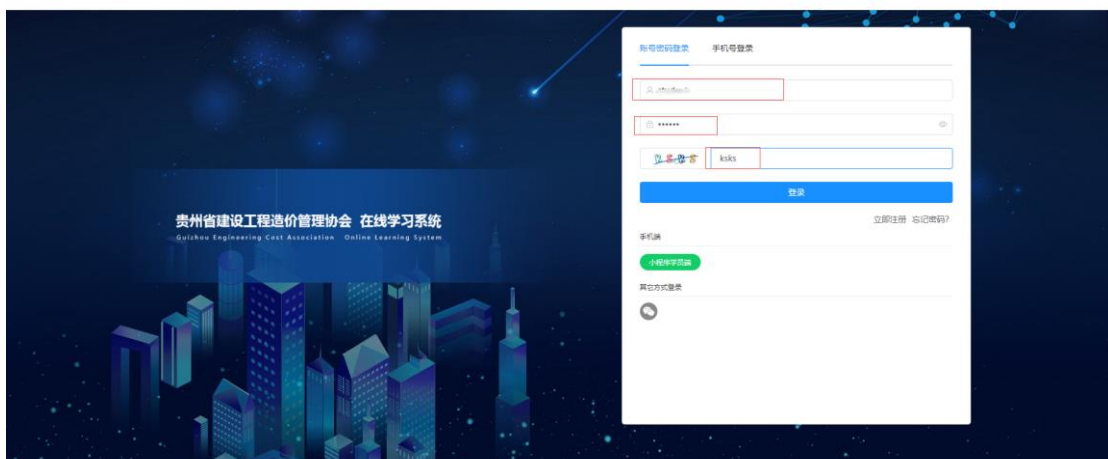 账号密码登录 手机号登录
••••••
ksks
登录
贵州省建设工程造价管理协会 在线学习系统
Guizhou Engineering Cost Association Online Learning System
立即注册 忘记密码?
手机端
小程序学员端
其它方式登录